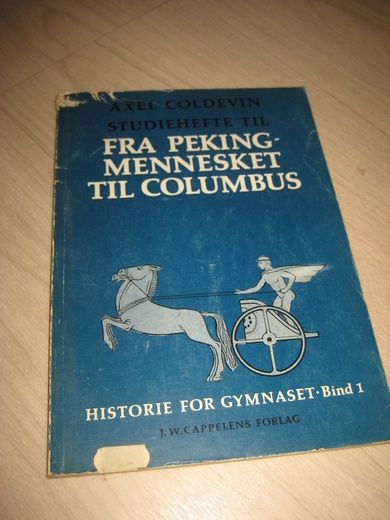 AXEL COLDEVIN
STUDIEHEFTE TIL
FRA PEKING-
MENNESKET
TIL COLUMBUS
HISTORIE FOR GYMNASET · Bind 1
J.W. CAPPELENS FORLAG